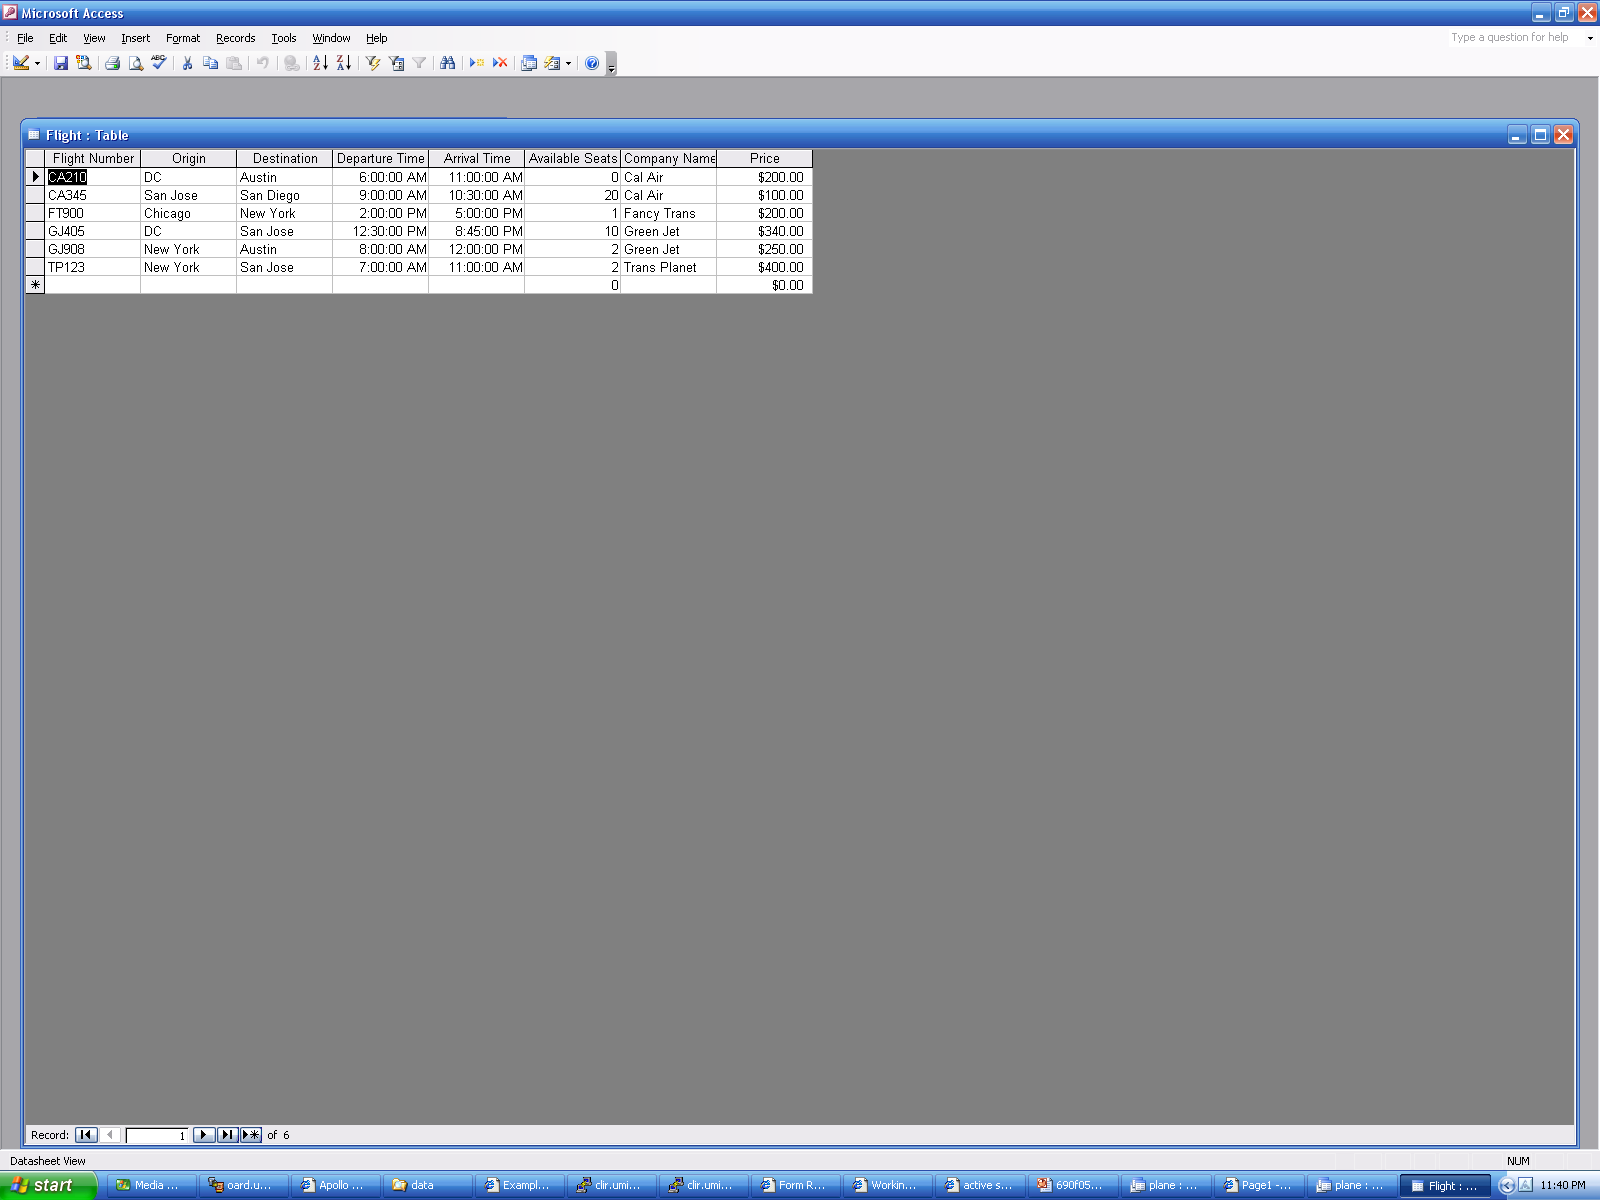 Microsoft Access
File Edit View Insert Format Records Tools Window Help Type a question for help
Flight : Table
Flight Number Origin Destination Departure Time Arrival Time Available Seats Company Name Price
CA210 DC Austin 6:00:00 AM 11:00:00 AM 0 Cal Air $200.00
CA345 San Jose San Diego 9:00:00 AM 10:30:00 AM 20 Cal Air $100.00
FT900 Chicago New York 2:00:00 PM 5:00:00 PM 1 Fancy Trans $200.00
GJ405 DC San Jose 12:30:00 PM 8:45:00 PM 10 Green Jet $340.00
GJ908 New York Austin 8:00:00 AM 12:00:00 PM 2 Green Jet $250.00
TP123 New York San Jose 7:00:00 AM 11:00:00 AM 2 Trans Planet $400.00
0 $0.00
Record: 1 of 6
Datasheet View NUM
start Media ... oard.u... Apollo ... data Exampl... clir.umi... clir.umi... Form R... Workin... active s... 690f05... plane : ... Page1 -... plane : ... Flight : ... 11:40 PM